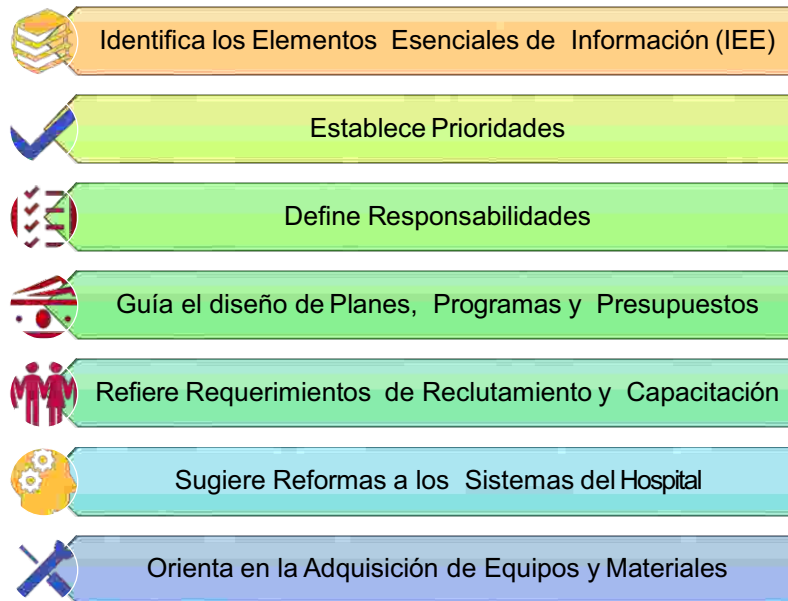 Identifica los Elementos Esenciales de Información (IEE)
Establece Prioridades
Define Responsabilidades
Guía el diseño de Planes, Programas y Presupuestos
Refiere Requerimientos de Reclutamiento y Capacitación
Sugiere Reformas a los Sistemas del Hospital
Orienta en la Adquisición de Equipos y Materiales